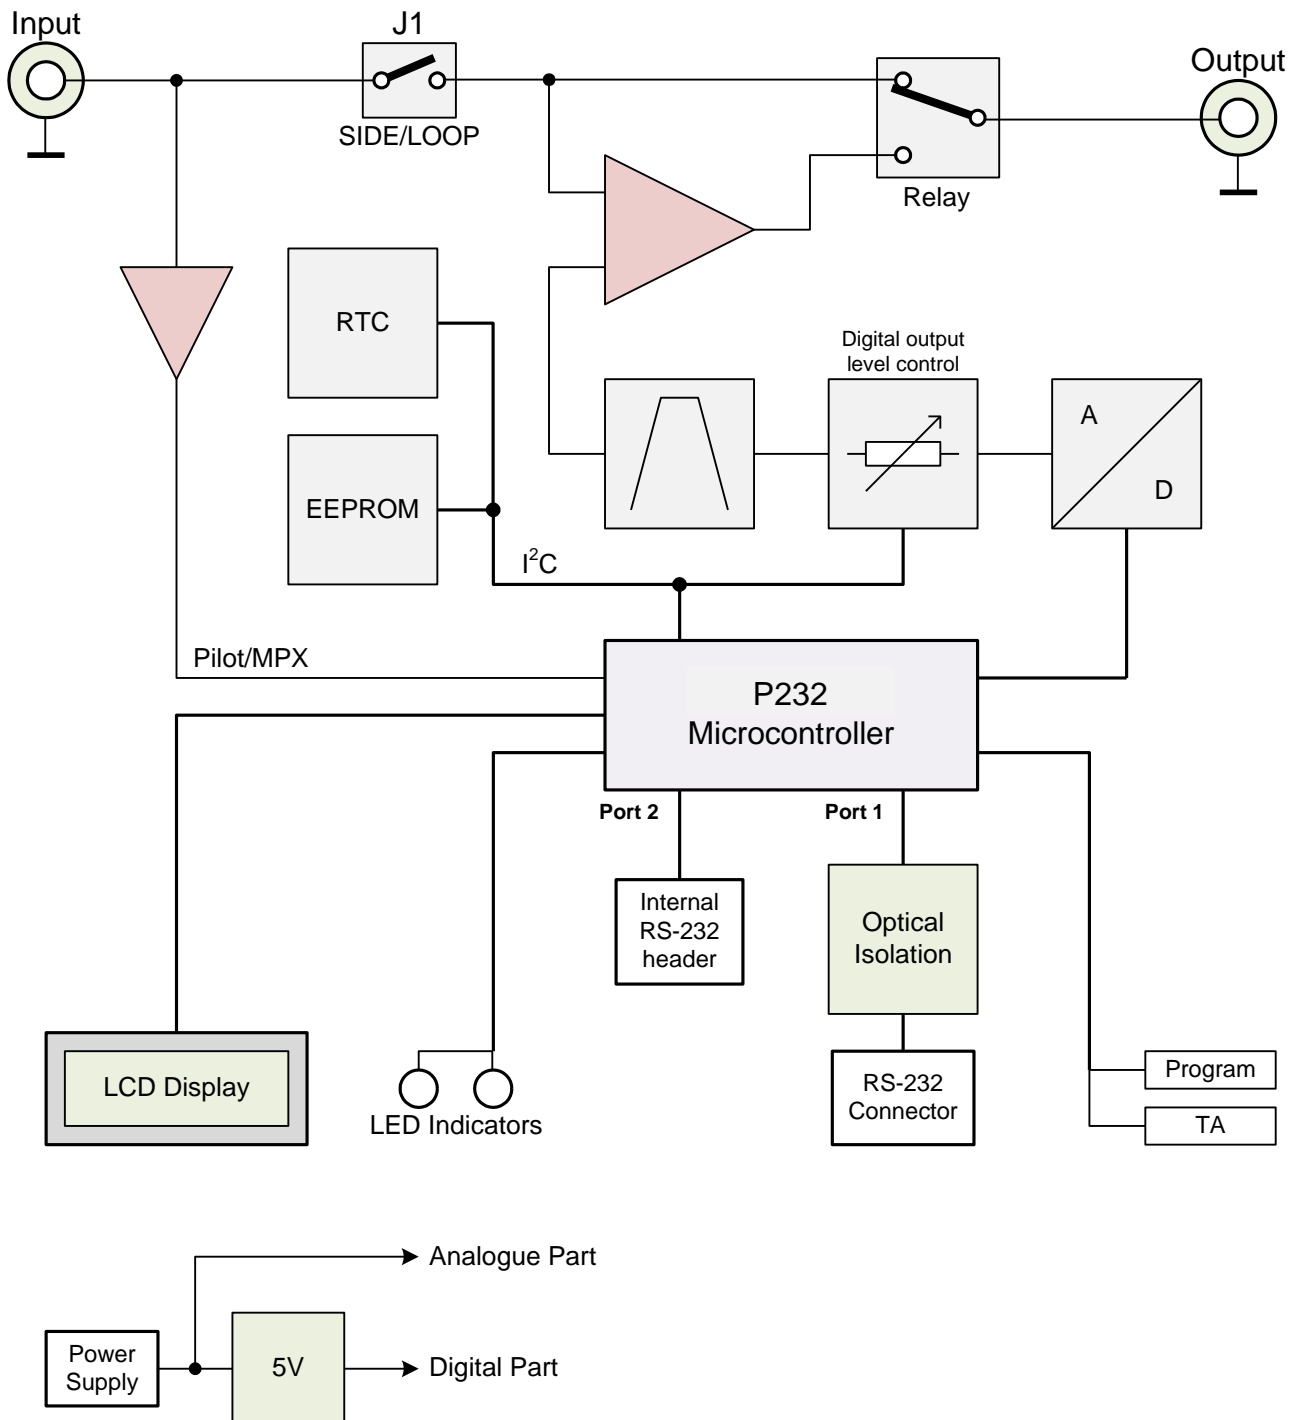 Input
J1
Output
SIDE/LOOP
Relay
RTC
Digital output
level control
A
D
EEPROM
I²C
Pilot/MPX
P232
Microcontroller
Port 2
Port 1
Internal
RS-232
header
Optical
Isolation
LCD Display
LED Indicators
RS-232
Connector
Program
TA
Analogue Part
Power
Supply
5V
Digital Part